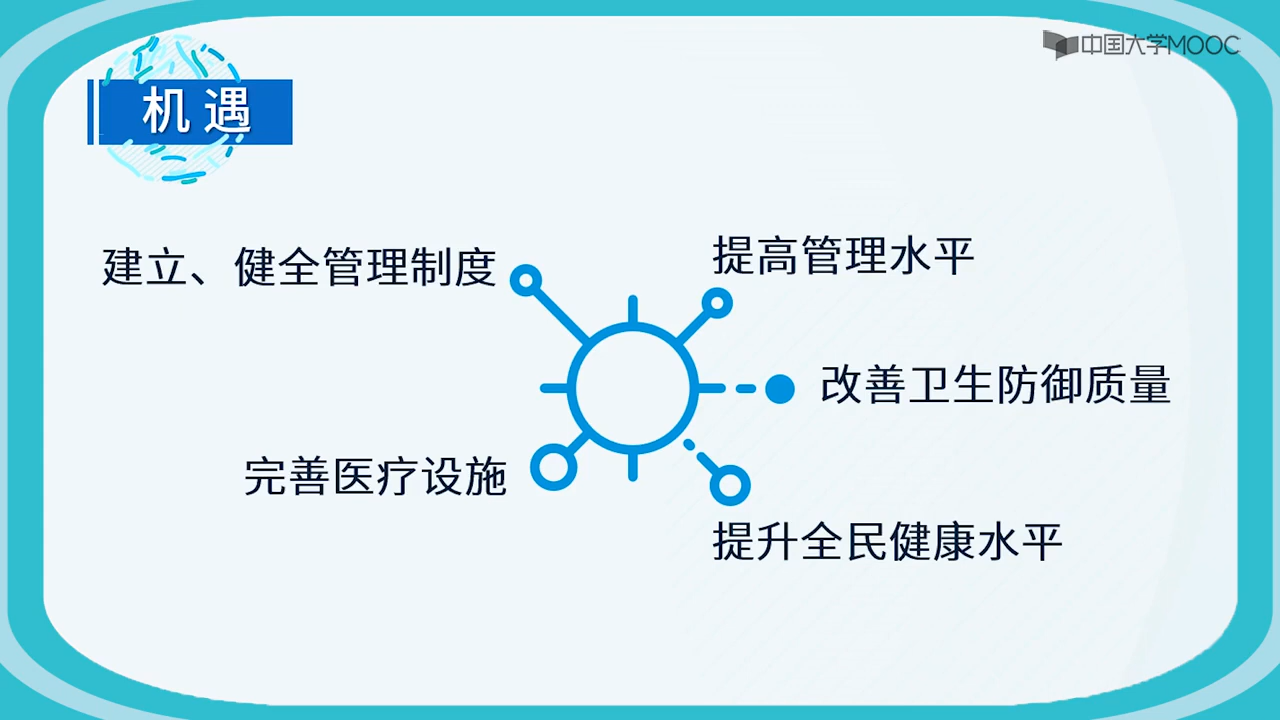 中国大学MOOC
机遇
建立、健全管理制度
提高管理水平
改善卫生防御质量
完善医疗设施
提升全民健康水平